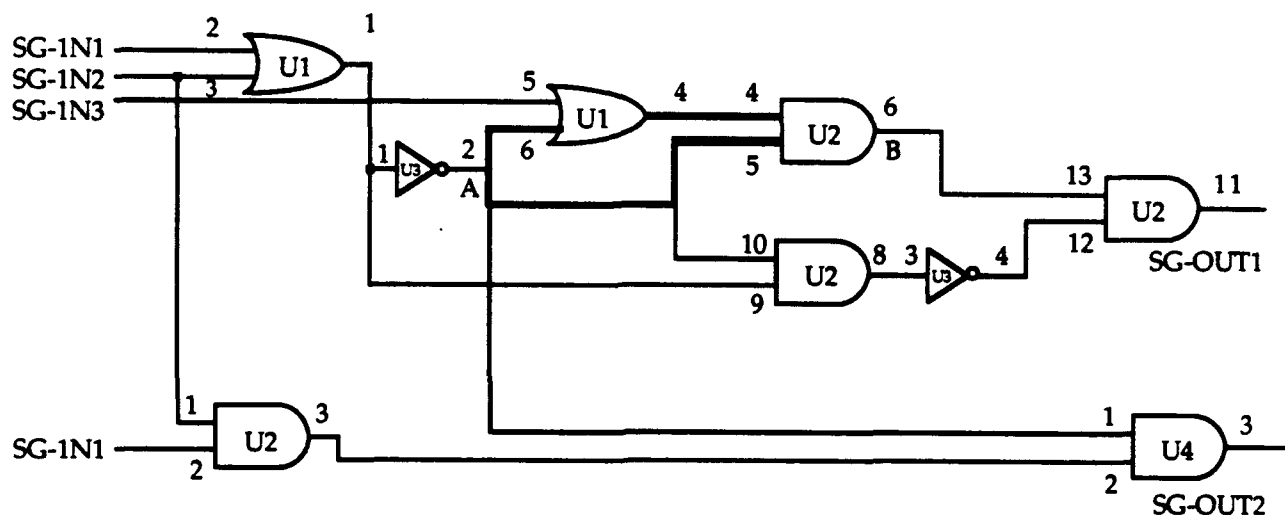 2 1
SG-1N1
U1
SG-1N2
3
SG-1N3
5 4 4 6
U1
U2
6 5 B
1 U3 2
A
13 11
U2
12
SG-OUT1
10 8 3 U3 4
U2
9
1 3
U2
SG-1N1
2
1 3
U4
2
SG-OUT2